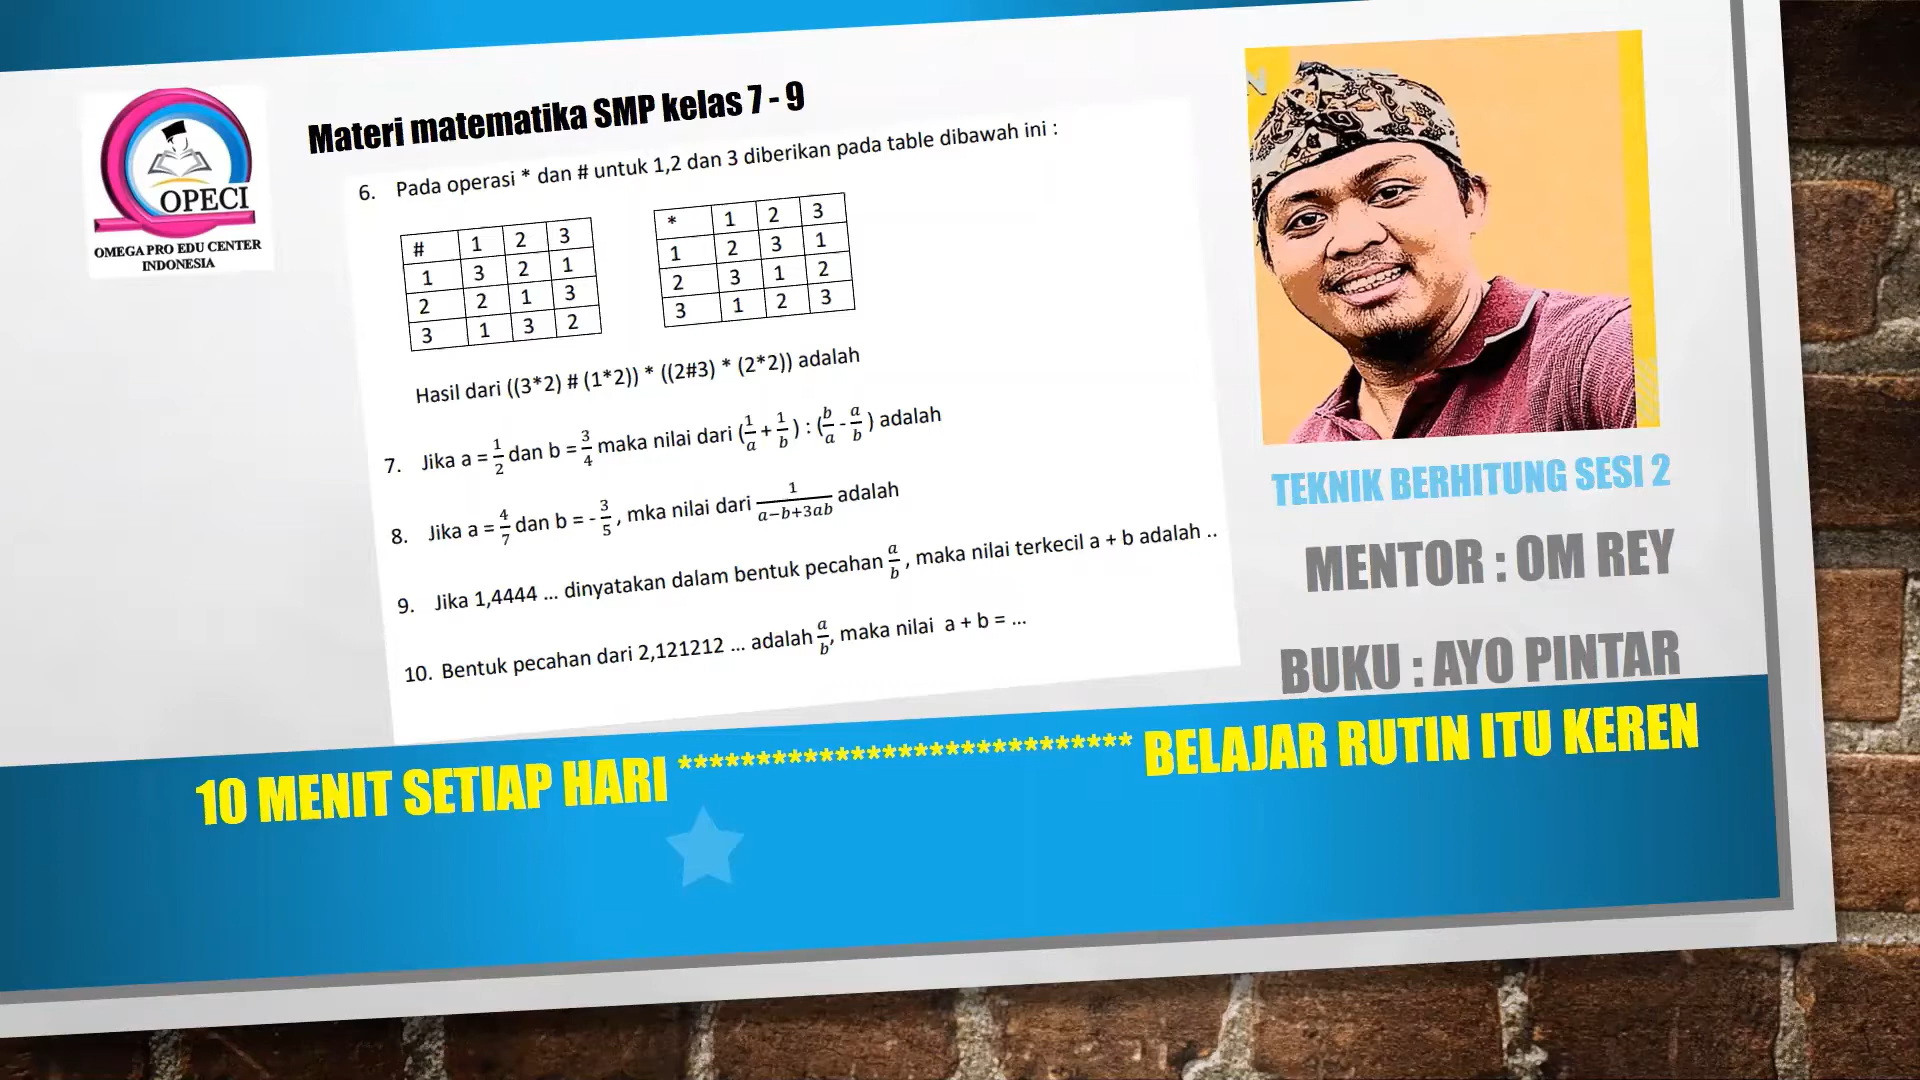 OPECI
OMEGA PRO EDU CENTER
INDONESIA
Materi matematika SMP kelas 7 - 9
6. Pada operasi * dan # untuk 1,2 dan 3 diberikan pada table dibawah ini :
# 1 2 3
1 3 2 1
2 2 1 3
3 1 3 2
* 1 2 3
1 2 3 1
2 3 1 2
3 1 2 3
Hasil dari ((3*2) # (1*2)) * ((2#3) * (2*2)) adalah
7. Jika a = 1/2 dan b = 3/4 maka nilai dari (1/a + 1/b) : (b/a - a/b) adalah
8. Jika a = 4/7 dan b = - 3/5, mka nilai dari 1/(a−b+3ab) adalah
9. Jika 1,4444 ... dinyatakan dalam bentuk pecahan a/b, maka nilai terkecil a + b adalah ..
10. Bentuk pecahan dari 2,121212 ... adalah a/b, maka nilai a + b = ...
TEKNIK BERHITUNG SESI 2
MENTOR : OM REY
BUKU : AYO PINTAR
10 MENIT SETIAP HARI **************************** BELAJAR RUTIN ITU KEREN